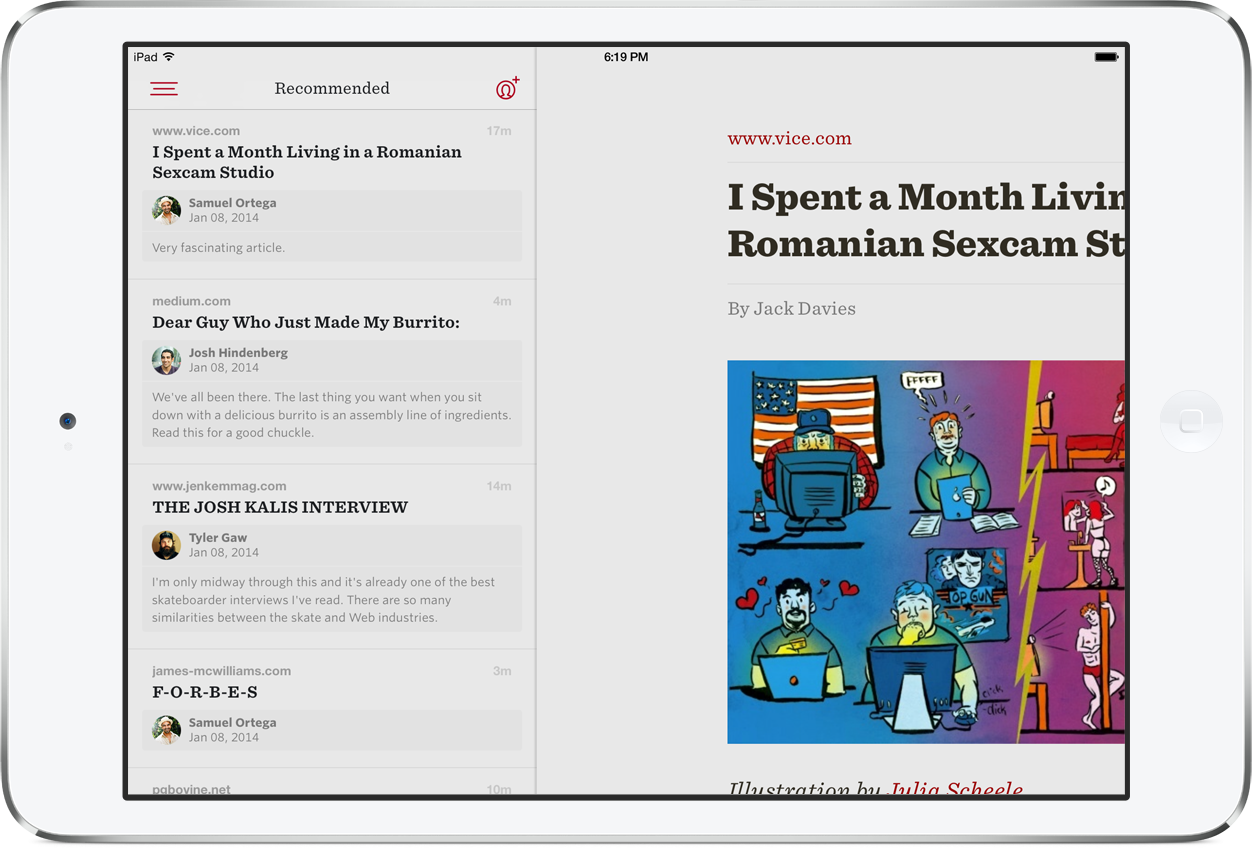 iPad
6:19 PM
Recommended
www.vice.com 17m
I Spent a Month Living in a Romanian
Sexcam Studio
Samuel Ortega
Jan 08, 2014
Very fascinating article.
medium.com 4m
Dear Guy Who Just Made My Burrito:
Josh Hindenberg
Jan 08, 2014
We've all been there. The last thing you want when you sit
down with a delicious burrito is an assembly line of ingredients.
Read this for a good chuckle.
www.jenkemmag.com 14m
THE JOSH KALIS INTERVIEW
Tyler Gaw
Jan 08, 2014
I'm only midway through this and it's already one of the best
skateboarder interviews I've read. There are so many
similarities between the skate and Web industries.
james-mcwilliams.com 3m
F-O-R-B-E-S
Samuel Ortega
Jan 08, 2014
pgbovine.net 10m
www.vice.com
I Spent a Month Livin
Romanian Sexcam St
By Jack Davies
FFFFF
TOP GUN
click
-click
Illustration by Julia Scheele